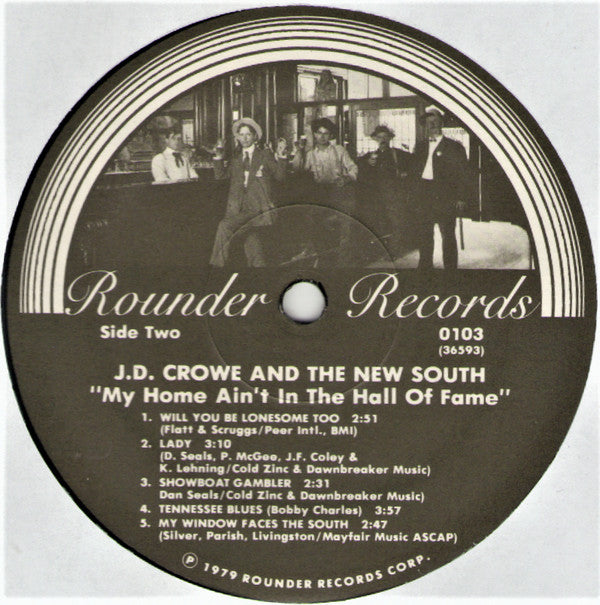 Rounder Records
Side Two
0103
(36593)
J.D. CROWE AND THE NEW SOUTH
"My Home Ain't In The Hall Of Fame"
1. WILL YOU BE LONESOME TOO 2:51
(Flatt & Scruggs/Peer Intl., BMI)
2. LADY 3:10
(D. Seals, P. McGee, J.F. Coley &
K. Lehning/Cold Zinc & Dawnbreaker Music)
3. SHOWBOAT GAMBLER 2:31
Dan Seals/Cold Zinc & Dawnbreaker Music)
4. TENNESSEE BLUES (Bobby Charles) 3:57
5. MY WINDOW FACES THE SOUTH 2:47
(Silver, Parish, Livingston/Mayfair Music ASCAP)
℗ 1979 ROUNDER RECORDS CORP.